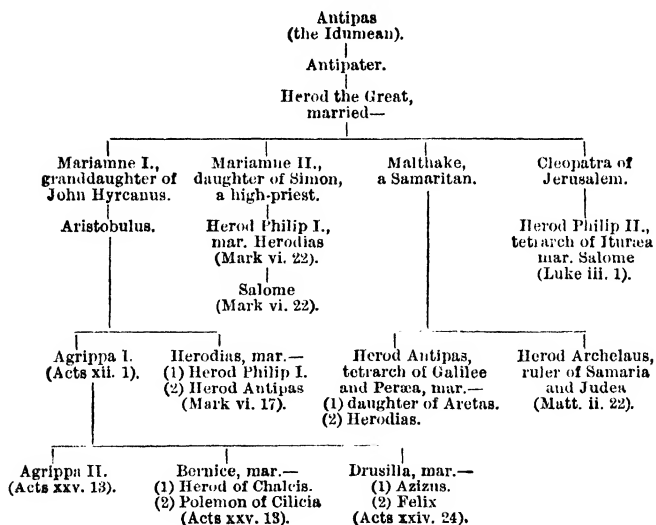 Antipas
(the Idumean).
Antipater.
Herod the Great,
married—
Mariamne I.,
granddaughter of
John Hyrcanus.
Aristobulus.
Mariamne II.,
daughter of Simon,
a high-priest.
Herod Philip I.,
mar. Herodias
(Mark vi. 22).
Salome
(Mark vi. 22).
Malthake,
a Samaritan.
Cleopatra of
Jerusalem.
Herod Philip II.,
tetrarch of Ituræa
mar. Salome
(Luke iii. 1).
Agrippa I.
(Acts xii. 1).
Herodias, mar.—
(1) Herod Philip I.
(2) Herod Antipas
(Mark vi. 17).
Herod Antipas,
tetrarch of Galilee
and Peræa, mar.—
(1) daughter of Aretas.
(2) Herodias.
Herod Archelaus,
ruler of Samaria
and Judea
(Matt. ii. 22).
Agrippa II.
(Acts xxv. 13).
Bernice, mar.—
(1) Herod of Chalcis.
(2) Polemon of Cilicia
(Acts xxv. 13).
Drusilla, mar.—
(1) Azizus.
(2) Felix
(Acts xxiv. 24).